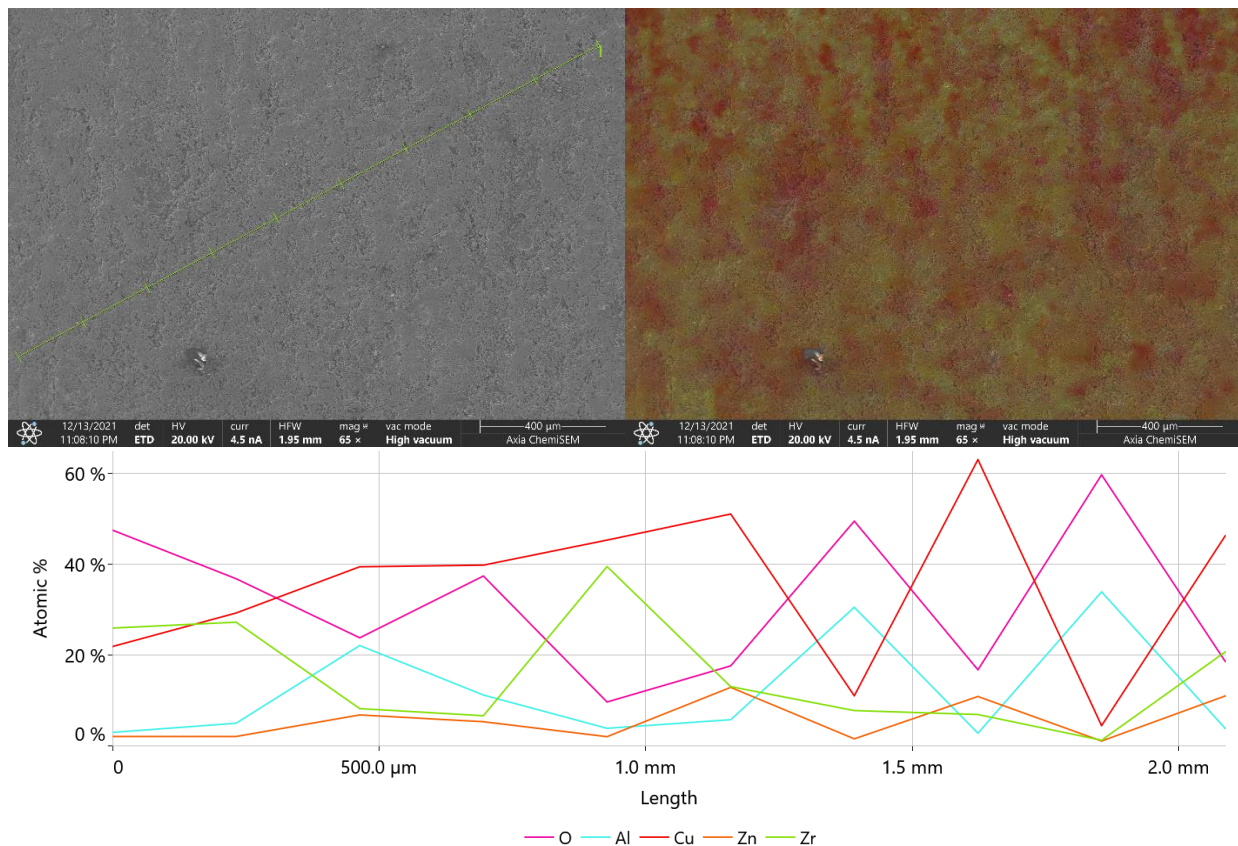 12/13/2021 det HV curr HFW mag vac mode 400 µm
11:08:10 PM ETD 20.00 kV 4.5 nA 1.95 mm 65 × High vacuum Axia ChemiSEM
12/13/2021 det HV curr HFW mag vac mode 400 µm
11:08:10 PM ETD 20.00 kV 4.5 nA 1.95 mm 65 × High vacuum Axia ChemiSEM
60 %
40 %
20 %
0 %
Atomic %
0 500.0 µm 1.0 mm 1.5 mm 2.0 mm
Length
O Al Cu Zn Zr